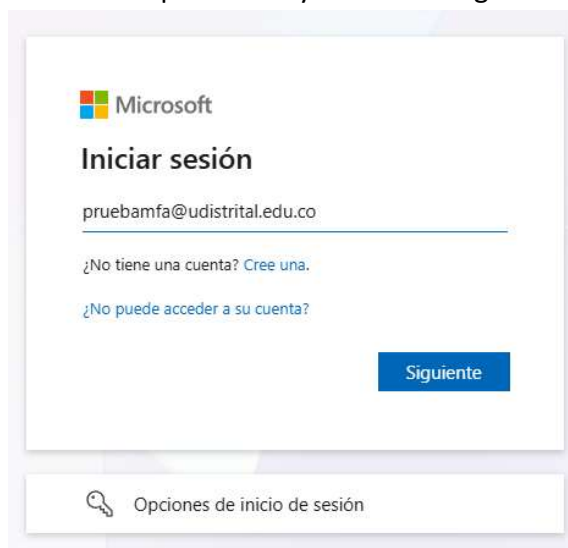 Microsoft
Iniciar sesión
pruebamfa@udistrital.edu.co
¿No tiene una cuenta? Cree una.
¿No puede acceder a su cuenta?
Siguiente
Opciones de inicio de sesión